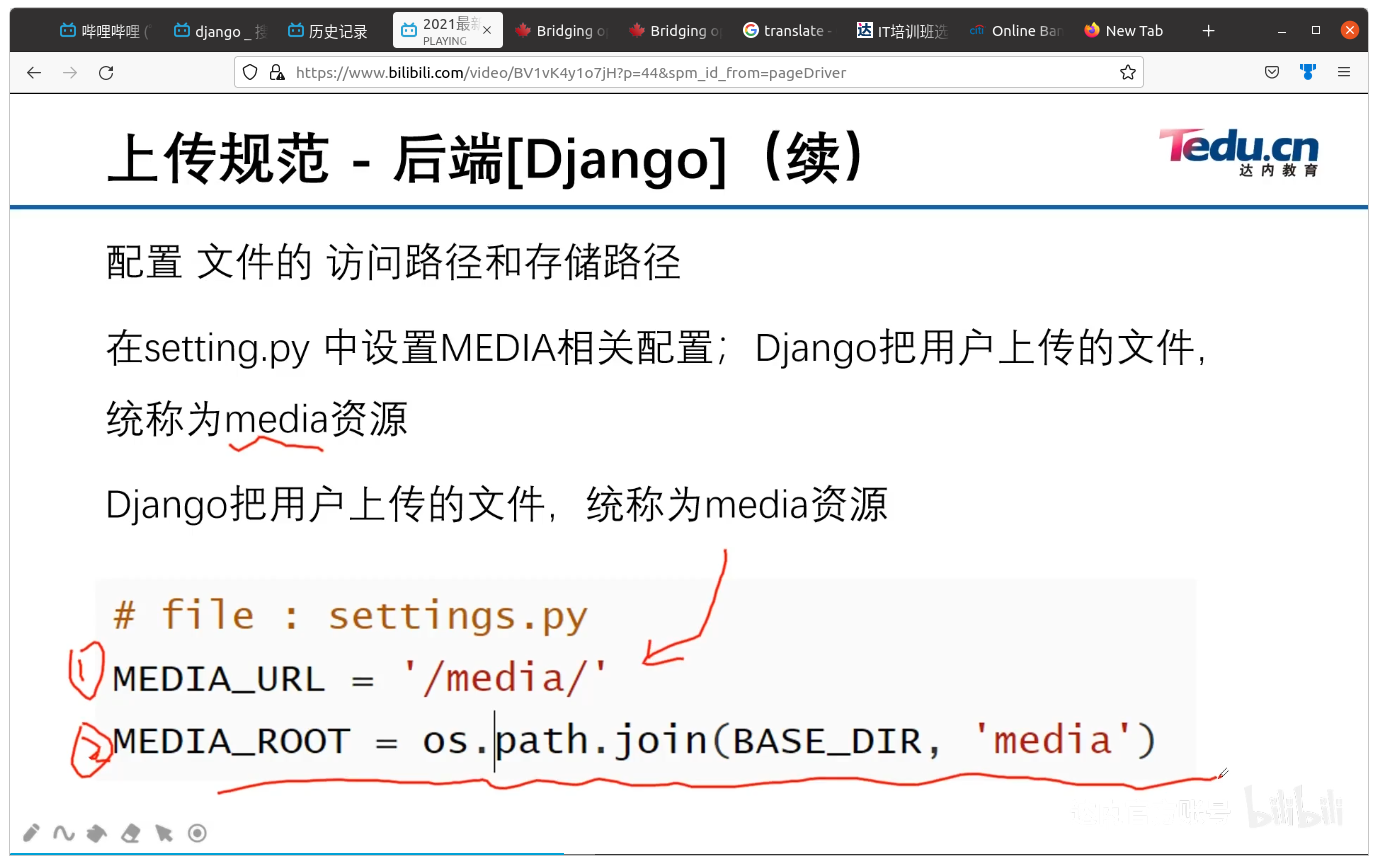 哔哩哔哩 (
django _ 搜
历史记录
2021最新
PLAYING
Bridging o
Bridging o
translate -
IT培训班选
Online Ban
New Tab
https://www.bilibili.com/video/BV1vK4y1o7jH?p=44&spm_id_from=pageDriver
上传规范 - 后端[Django]（续）
Tedu.cn
达内教育
配置 文件的 访问路径和存储路径
在setting.py 中设置MEDIA相关配置；Django把用户上传的文件，
统称为media资源
Django把用户上传的文件，统称为media资源
# file : settings.py
1
MEDIA_URL = '/media/'
2
MEDIA_ROOT = os.path.join(BASE_DIR, 'media')
bilibili